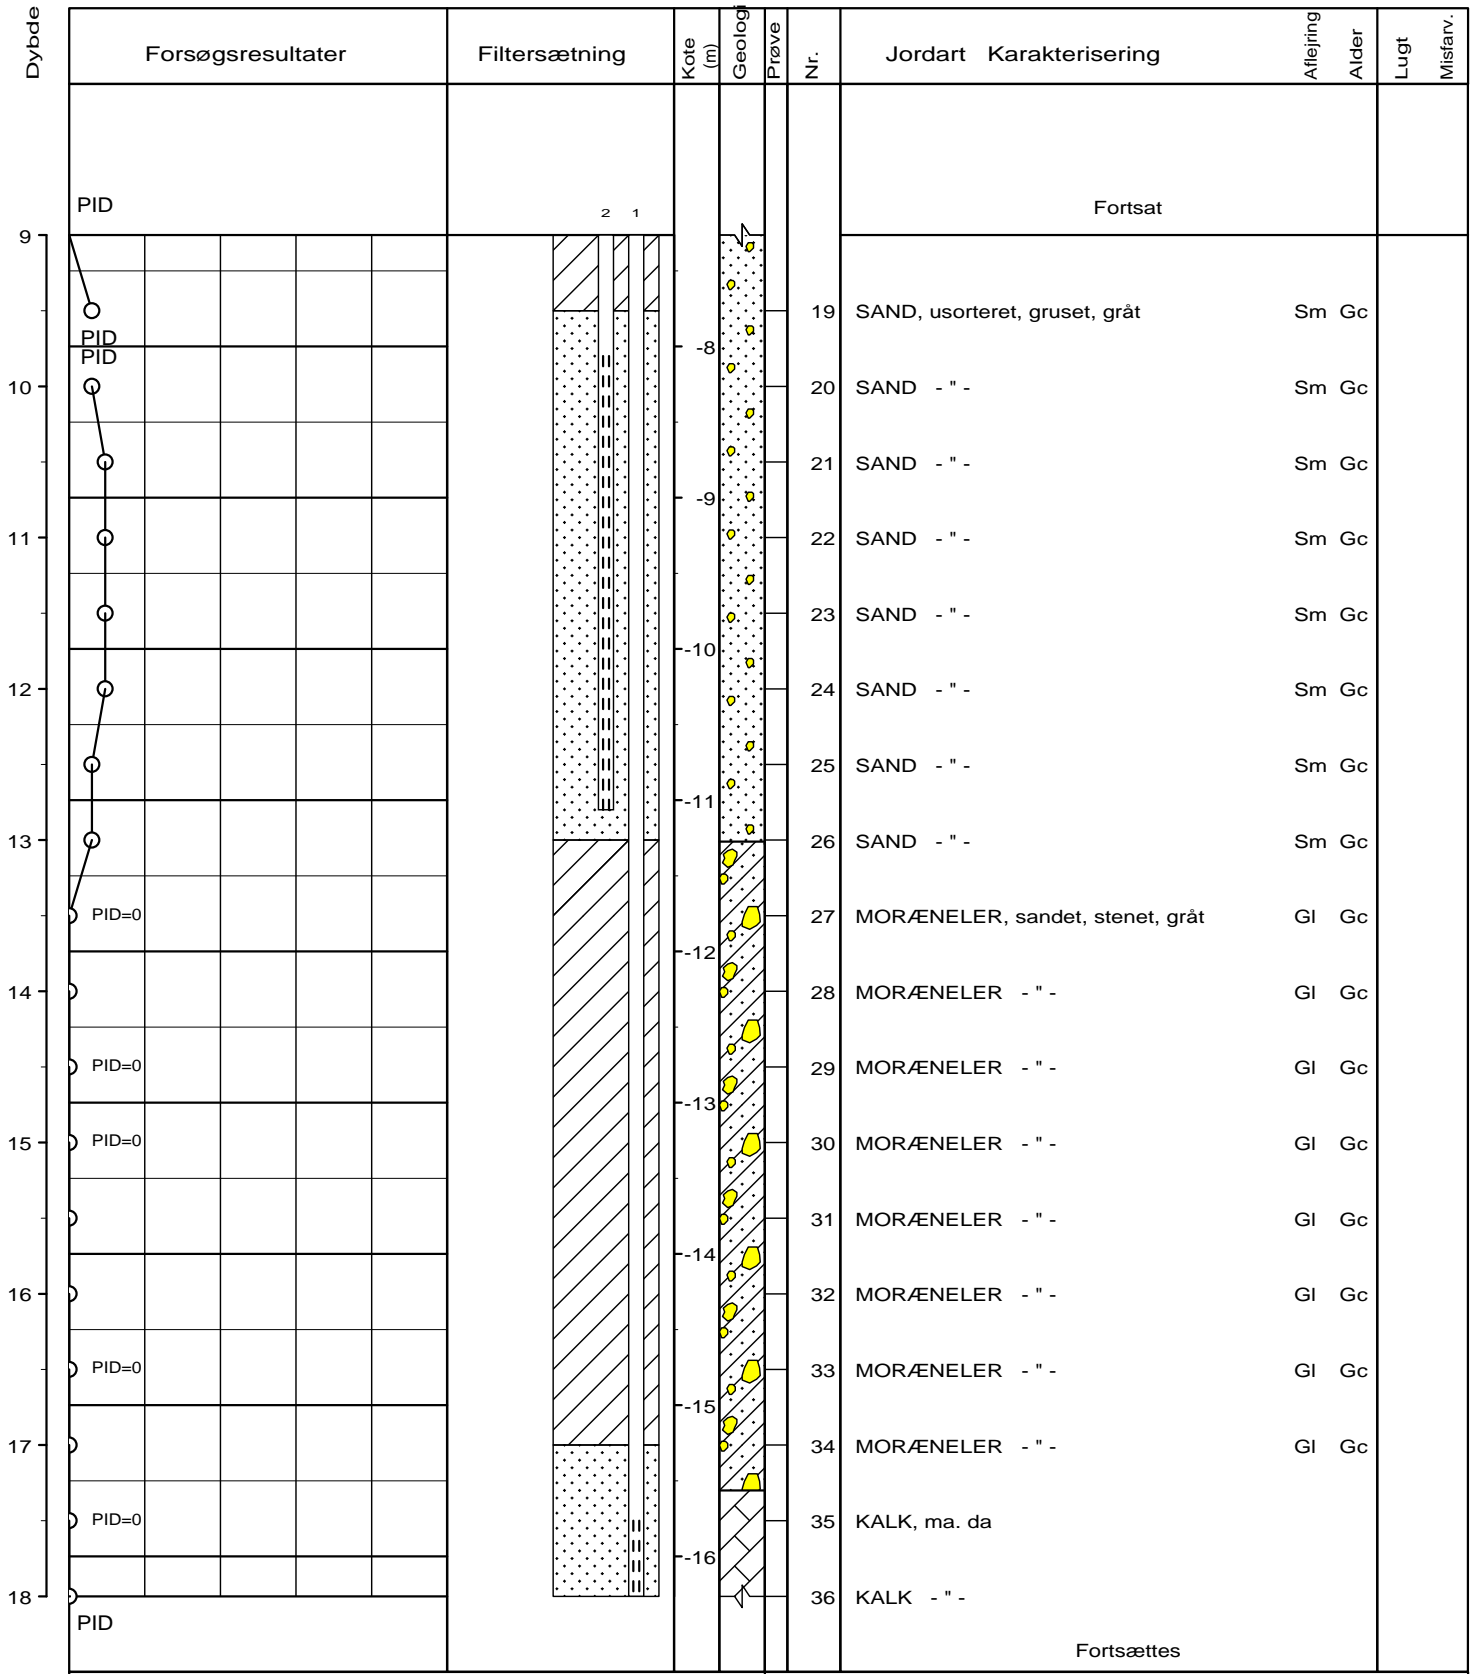 Dybde Forsøgsresultater Filtersætning Kote (m) Geologi Prøve Nr. Jordart Karakterisering Aflejring Alder Lugt Misfarv.
PID 2 1 Fortsat
9
19 SAND, usorteret, gruset, gråt Sm Gc
PID
-8
PID
10 20 SAND - " - Sm Gc
21 SAND - " - Sm Gc
-9
11 22 SAND - " - Sm Gc
23 SAND - " - Sm Gc
-10
12 24 SAND - " - Sm Gc
25 SAND - " - Sm Gc
-11
13 26 SAND - " - Sm Gc
PID=0 27 MORÆNELER, sandet, stenet, gråt Gl Gc
-12
14 28 MORÆNELER - " - Gl Gc
PID=0 29 MORÆNELER - " - Gl Gc
-13
15 PID=0 30 MORÆNELER - " - Gl Gc
31 MORÆNELER - " - Gl Gc
-14
16 32 MORÆNELER - " - Gl Gc
PID=0 33 MORÆNELER - " - Gl Gc
-15
17 34 MORÆNELER - " - Gl Gc
PID=0 35 KALK, ma. da
-16
18 36 KALK - " -
PID
Fortsættes